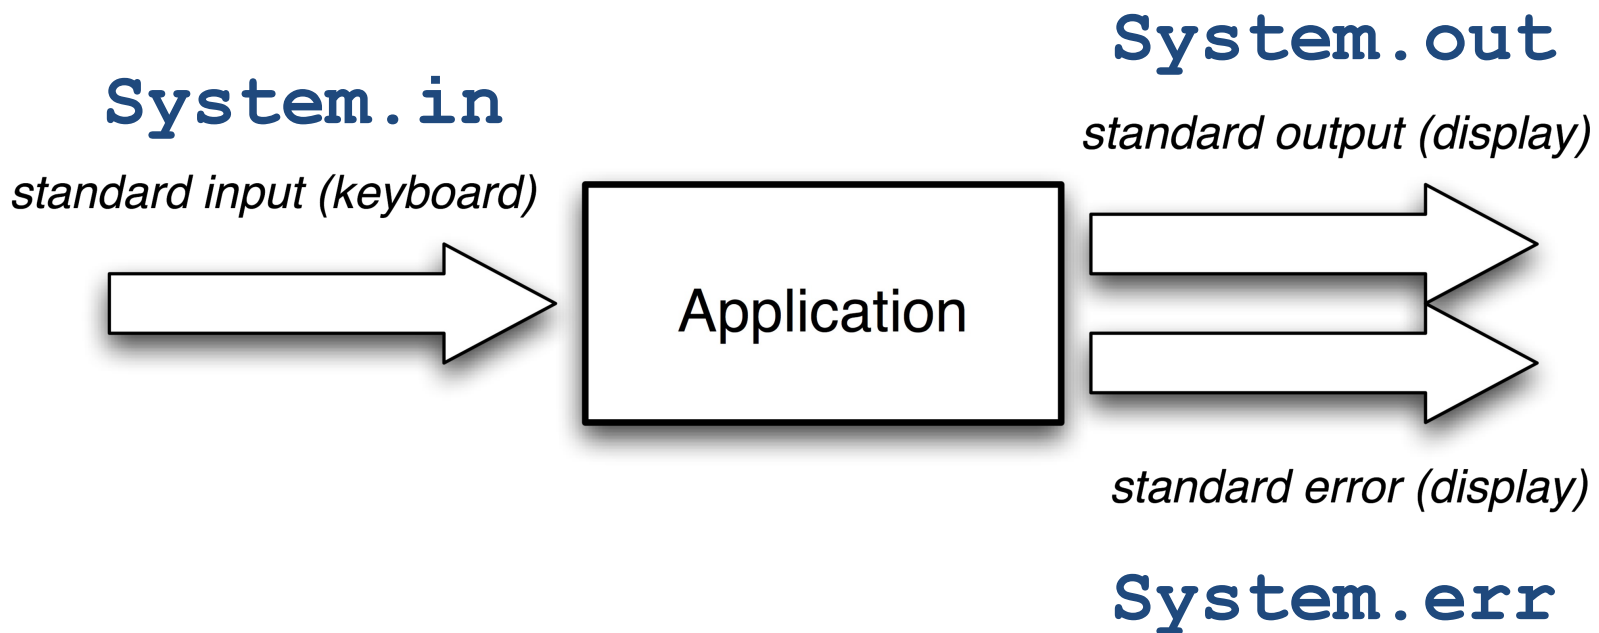 System.in
standard input (keyboard)
Application
System.out
standard output (display)
standard error (display)
System.err